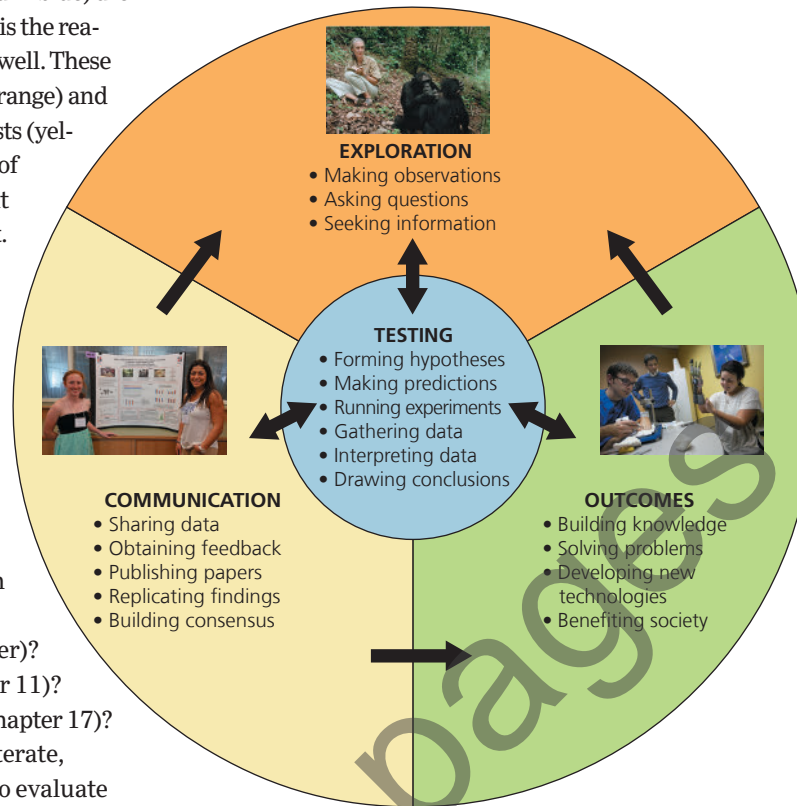 is the rea-
well. These
range) and
sts (yel-
of
t
.
EXPLORATION
• Making observations
• Asking questions
• Seeking information
TESTING
• Forming hypotheses
• Making predictions
• Running experiments
• Gathering data
• Interpreting data
• Drawing conclusions
COMMUNICATION
• Sharing data
• Obtaining feedback
• Publishing papers
• Replicating findings
• Building consensus
OUTCOMES
• Building knowledge
• Solving problems
• Developing new
technologies
• Benefiting society
er)?
r 11)?
hapter 17)?
terate,
o evaluate
pages